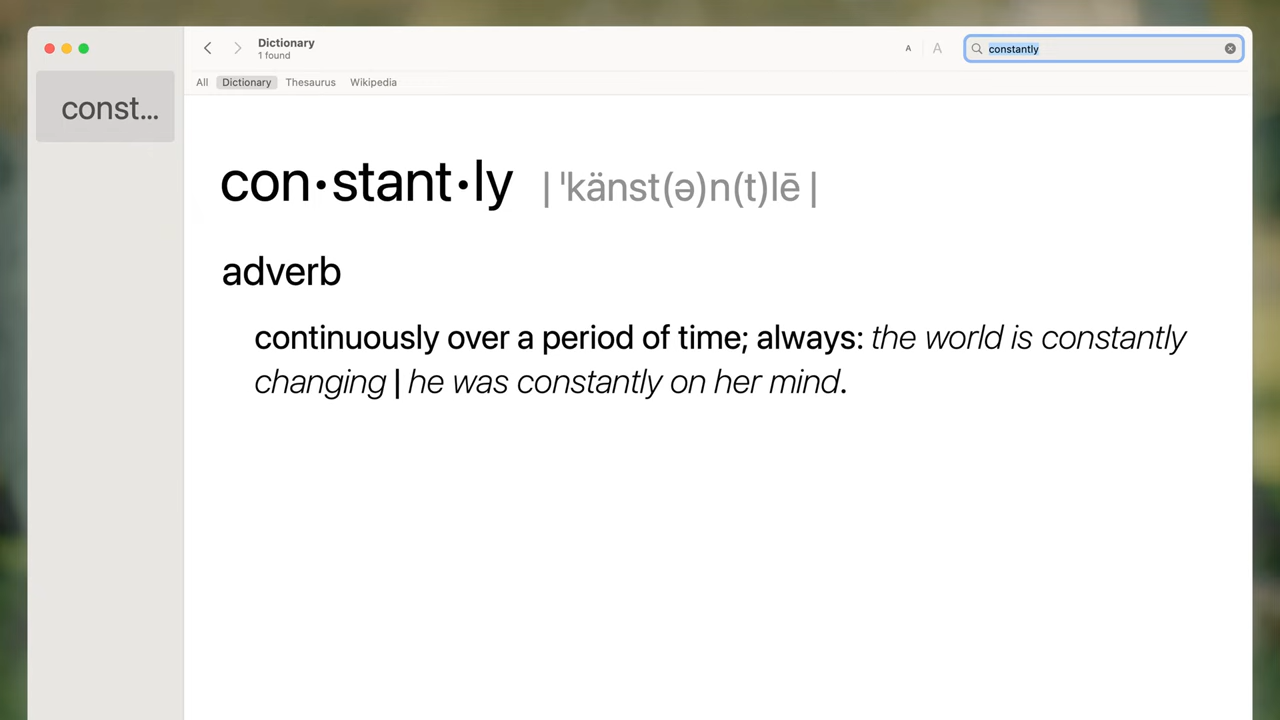 Dictionary
1 found
A A
constantly
All Dictionary Thesaurus Wikipedia
const...
con•stant•ly | ˈkänst(ə)n(t)lē |
adverb
continuously over a period of time; always: the world is constantly
changing | he was constantly on her mind.